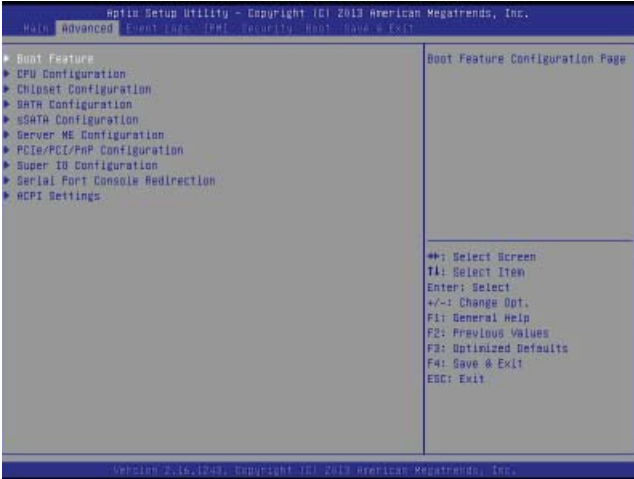 Aptio Setup Utility - Copyright (C) 2013 American Megatrends, Inc.
Main Advanced Event Logs IPMI Security Boot Save & Exit
Boot Feature
CPU Configuration
Chipset Configuration
SATA Configuration
sSATA Configuration
Server ME Configuration
PCIe/PCI/PnP Configuration
Super IO Configuration
Serial Port Console Redirection
ACPI Settings
Boot Feature Configuration Page
↔: Select Screen
↑↓: Select Item
Enter: Select
+/-: Change Opt.
F1: General Help
F2: Previous Values
F3: Optimized Defaults
F4: Save & Exit
ESC: Exit
Version 2.16.1243. Copyright (C) 2013 American Megatrends, Inc.